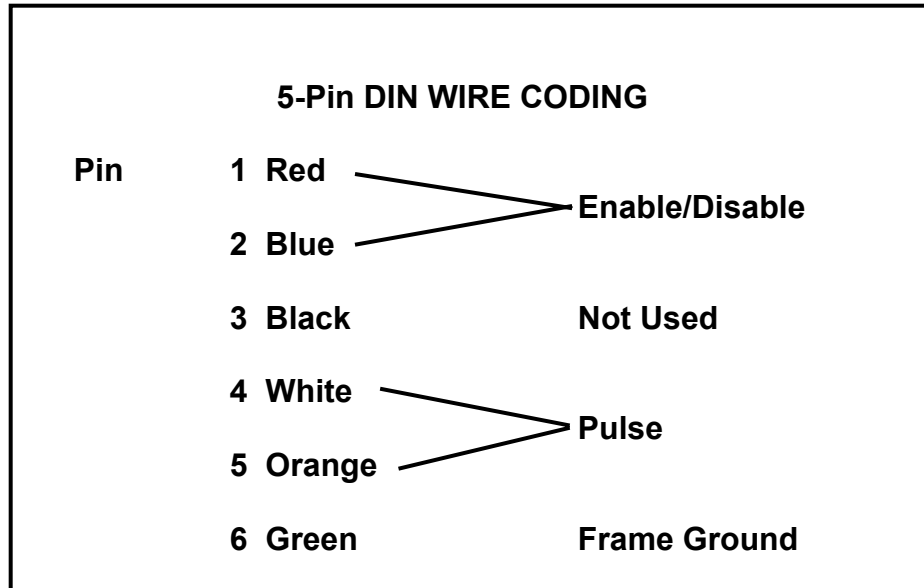 5-Pin DIN WIRE CODING
Pin 1 Red
Enable/Disable
2 Blue
3 Black Not Used
4 White
Pulse
5 Orange
6 Green Frame Ground